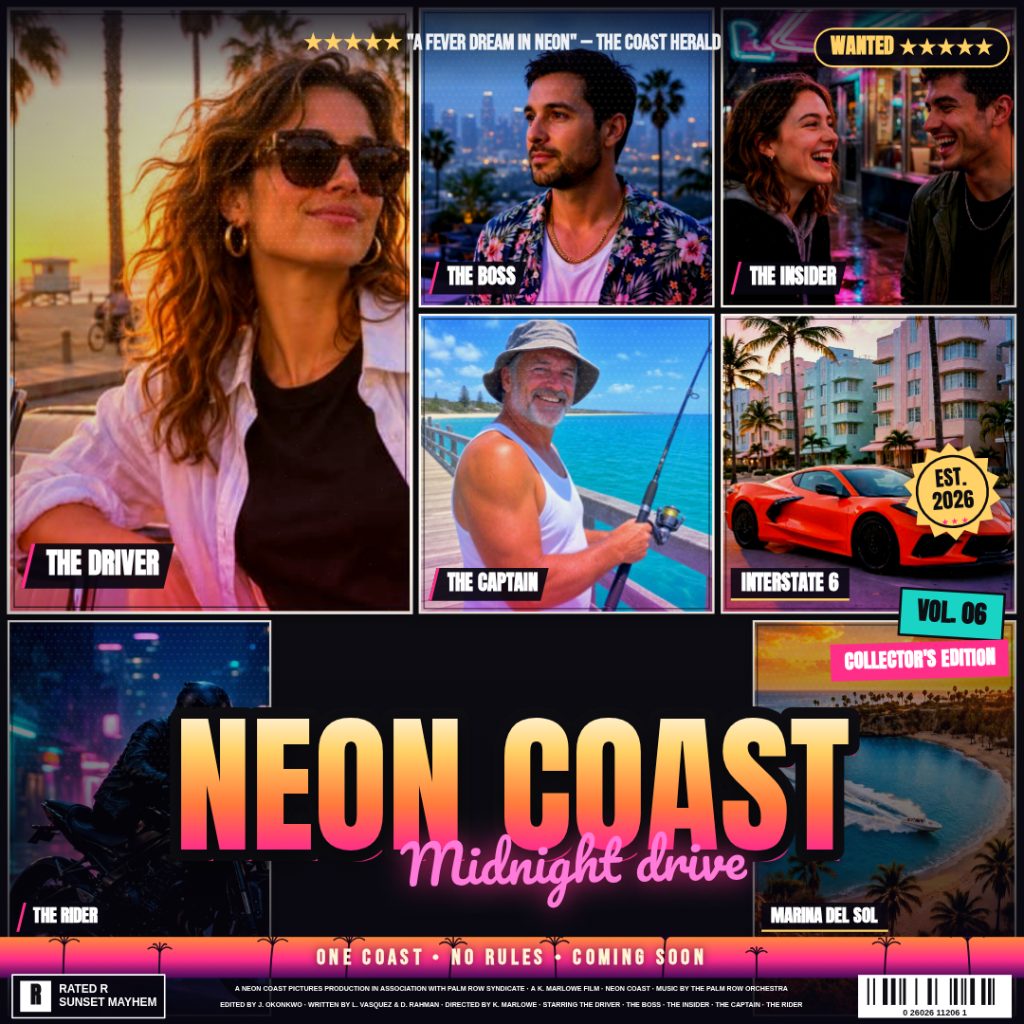 ★★★★★ "A FEVER DREAM IN NEON" — THE COAST HERALD
WANTED ★★★★★
THE BOSS
THE INSIDER
THE DRIVER
THE CAPTAIN
EST.
2026
INTERSTATE 6
VOL. 06
COLLECTOR'S EDITION
NEON COAST
Midnight drive
THE RIDER
MARINA DEL SOL
ONE COAST • NO RULES • COMING SOON
R
RATED R
SUNSET MAYHEM
A NEON COAST PICTURES PRODUCTION IN ASSOCIATION WITH PALM ROW SYNDICATE · A K. MARLOWE FILM · NEON COAST · MUSIC BY THE PALM ROW ORCHESTRA
EDITED BY J. OKONKWO · WRITTEN BY L. VASQUEZ & D. RAHMAN · DIRECTED BY K. MARLOWE · STARRING THE DRIVER · THE BOSS · THE INSIDER · THE CAPTAIN · THE RIDER
0 26026 11206 1